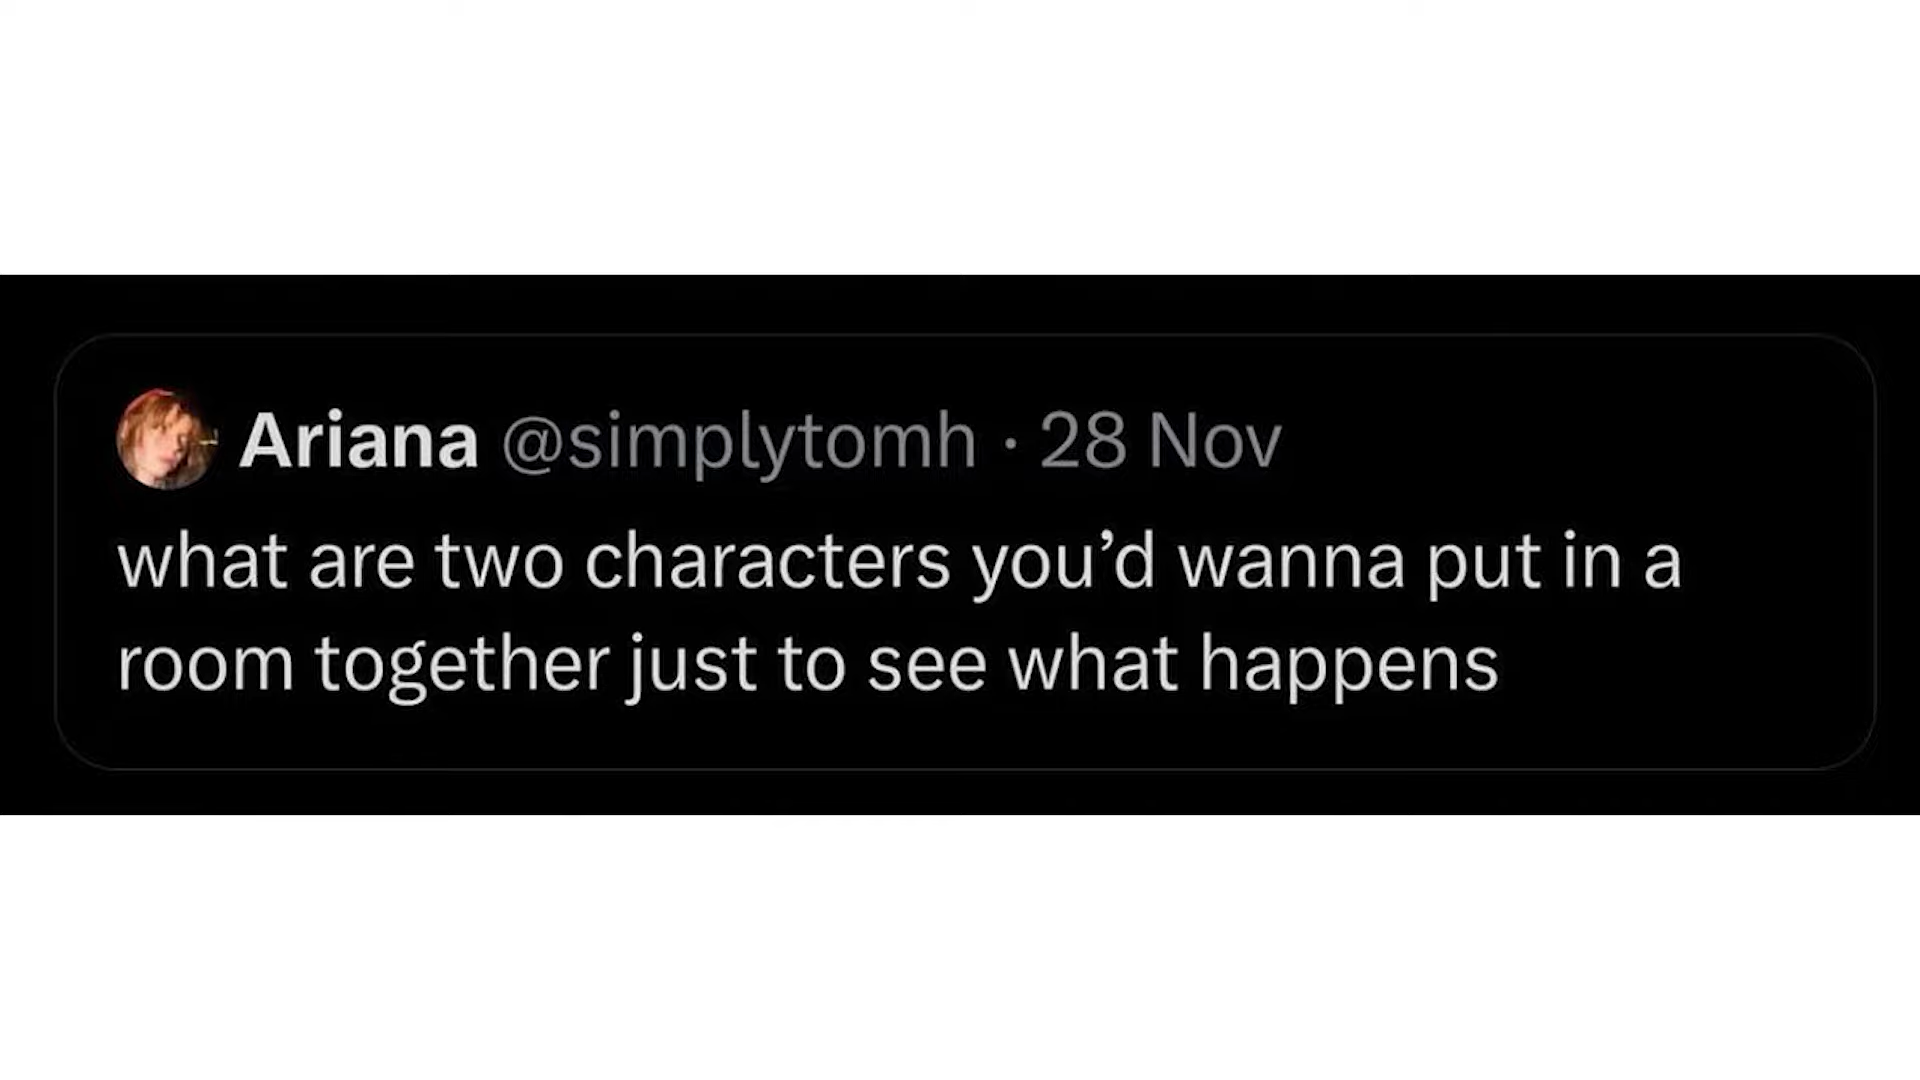 Ariana @simplytomh · 28 Nov
what are two characters you’d wanna put in a
room together just to see what happens